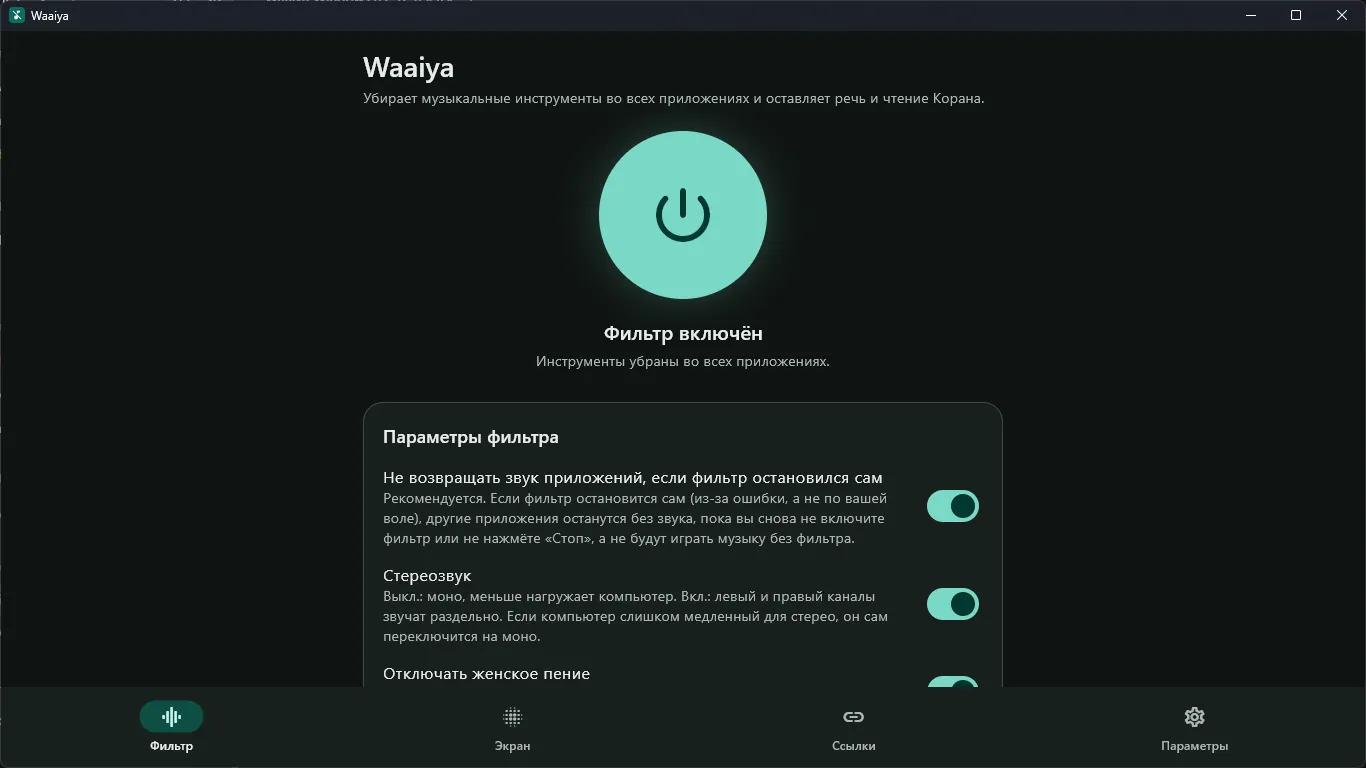 Waaiya
Waaiya
Убирает музыкальные инструменты во всех приложениях и оставляет речь и чтение Корана.
Фильтр включён
Инструменты убраны во всех приложениях.
Параметры фильтра
Не возвращать звук приложений, если фильтр остановился сам
Рекомендуется. Если фильтр остановится сам (из-за ошибки, а не по вашей
воле), другие приложения останутся без звука, пока вы снова не включите
фильтр или не нажмёте «Стоп», а не будут играть музыку без фильтра.
Стереозвук
Выкл.: моно, меньше нагружает компьютер. Вкл.: левый и правый каналы
звучат раздельно. Если компьютер слишком медленный для стерео, он сам
переключится на моно.
Отключать женское пение
Фильтр
Экран
Ссылки
Параметры